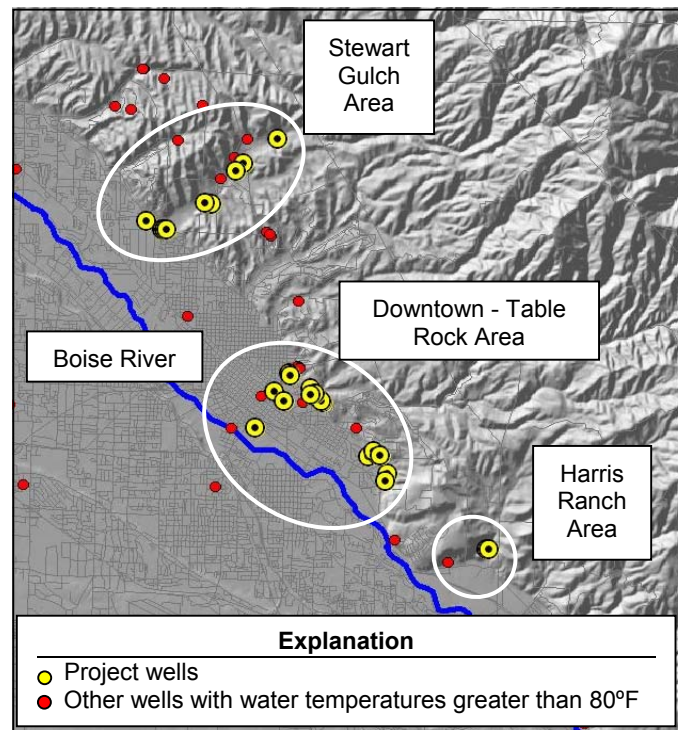 Stewart
Gulch
Area
Downtown - Table
Rock Area
Boise River
Harris
Ranch
Area
Explanation
Project wells
Other wells with water temperatures greater than 80ºF